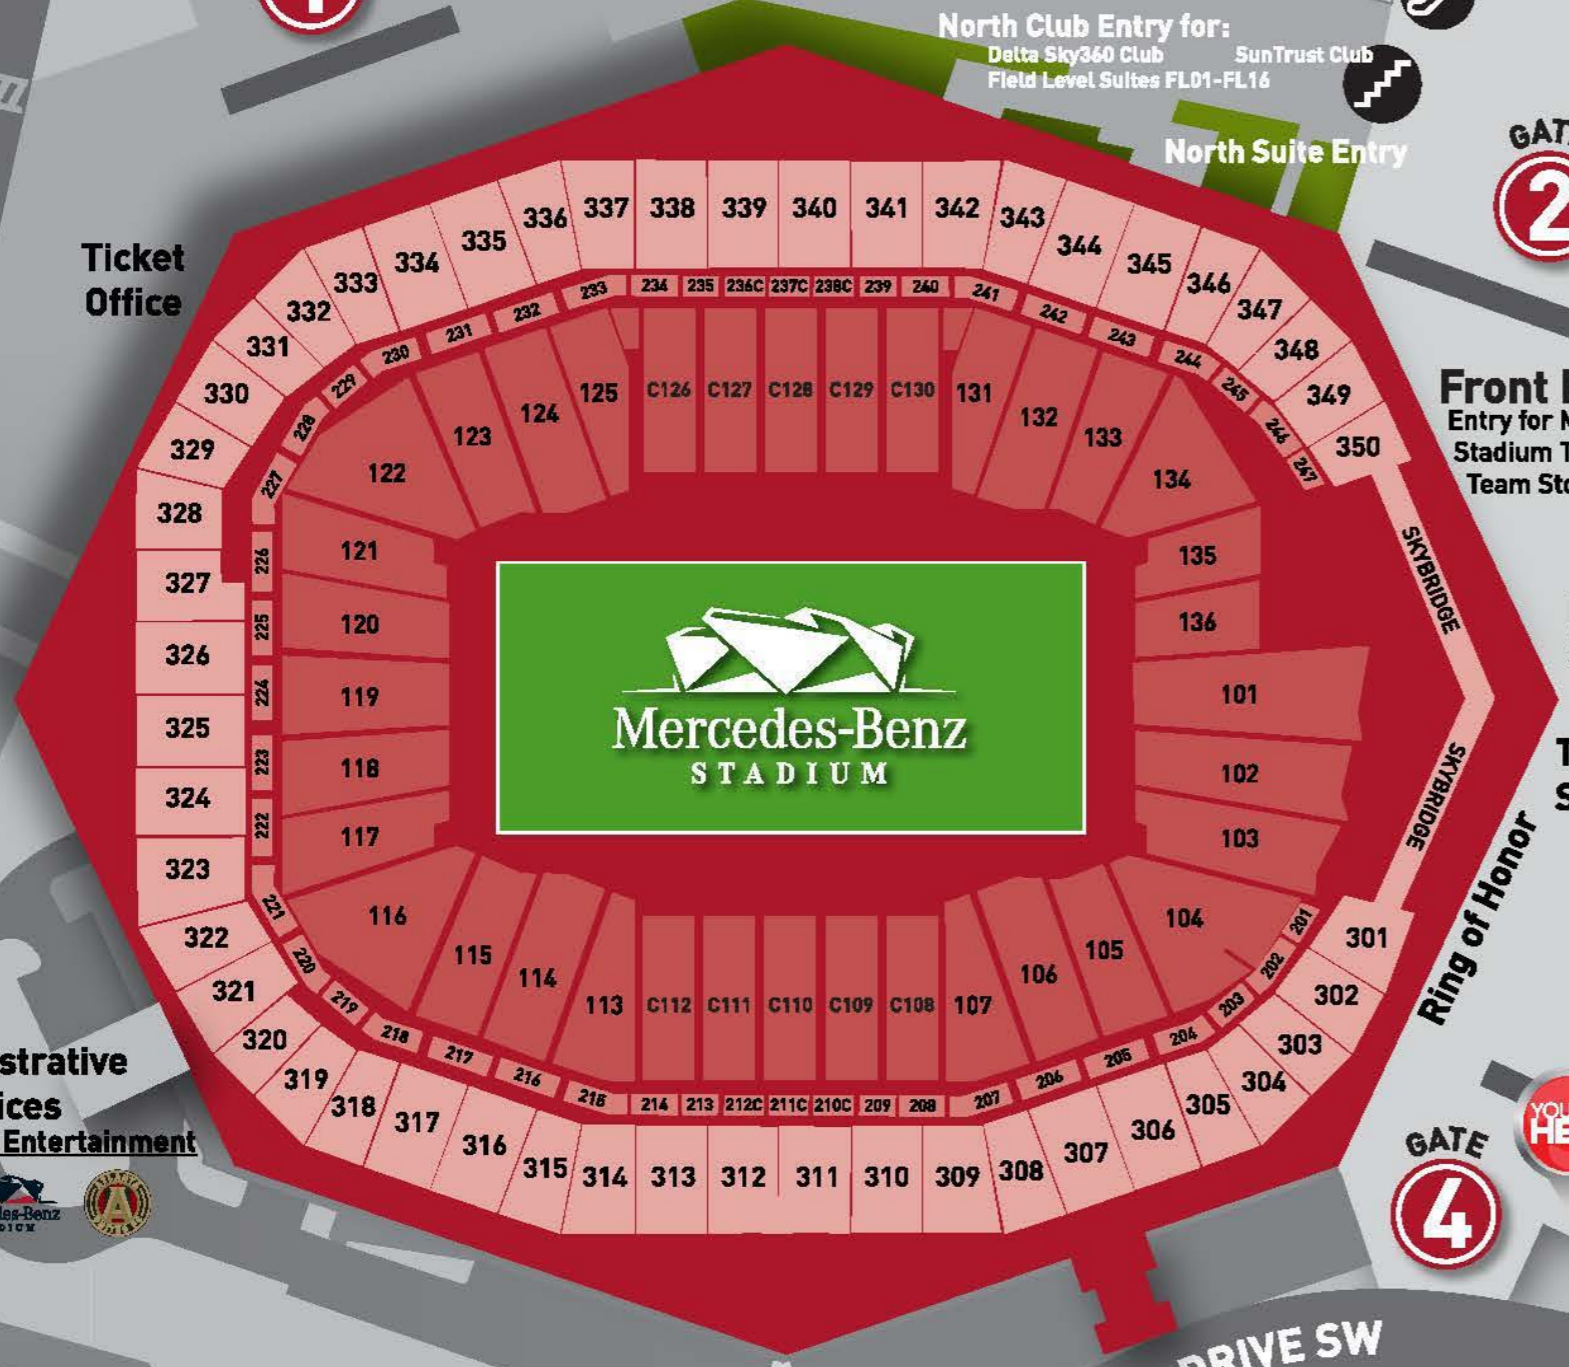 North Club Entry for:
Delta Sky360 Club SunTrust Club
Field Level Suites FL01-FL16
North Suite Entry
2
Ticket
Office
337 338 339 340 341 342
336 343
335 344
334 345
333 346
332 347
331 348
330 349
329 350
328
327
326
325
324
323
322 301
321 302
320 303
319 304
318 305
317 306
316 307
315 308
314 313 312 311 310 309
233 234 235 236C 237C 238C 239 240 241
232 242
231 243
230 244
229 245
228 246
227 247
226
225
224
223
222
221 201
220 202
219 203
218 204
217 205
216 206
215 214 213 212C 211C 210C 209 208 207
125 C126 C127 C128 C129 C130 131
124 132
123 133
122 134
121 135
120 136
119 101
118 102
117 103
116 104
115 105
114 106
113 C112 C111 C110 C109 C108 107
Mercedes-Benz
STADIUM
SKYBRIDGE
SKYBRIDGE
Front
Entry for
Stadium
Team
Ring of Honor
Entertainment
GATE
4
DRIVE SW